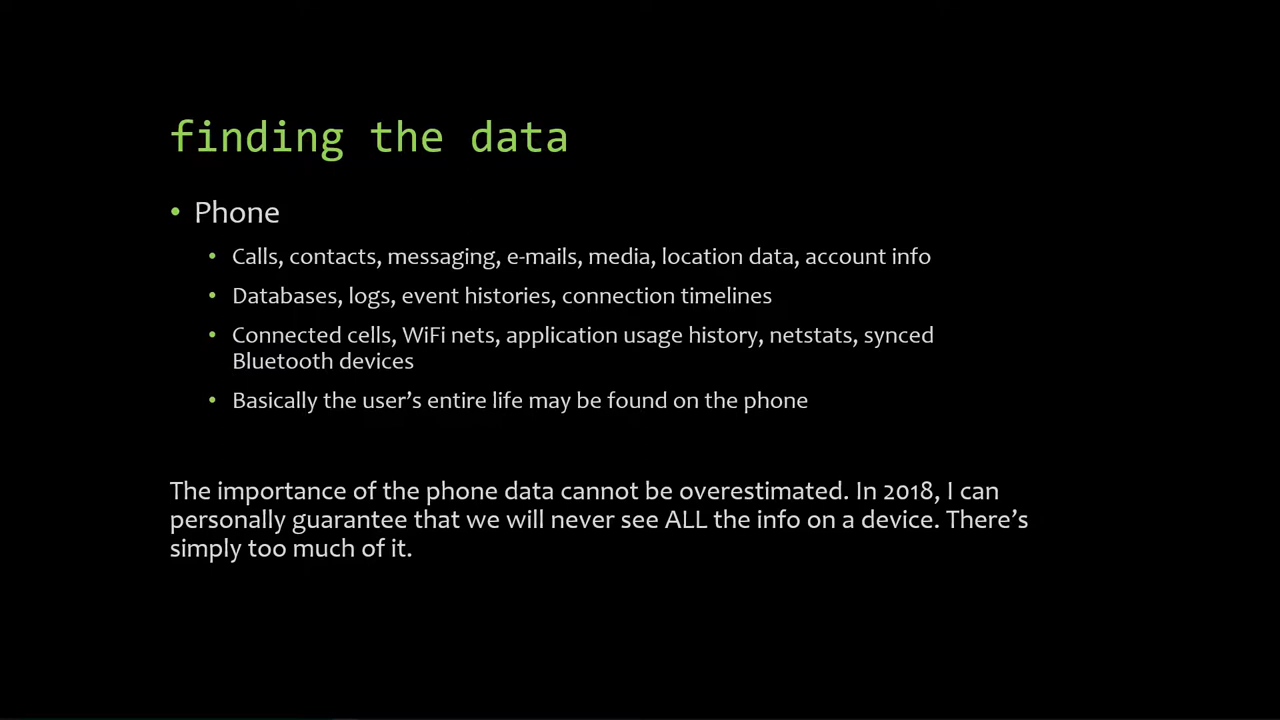 finding the data
• Phone
• Calls, contacts, messaging, e-mails, media, location data, account info
• Databases, logs, event histories, connection timelines
• Connected cells, WiFi nets, application usage history, netstats, synced
Bluetooth devices
• Basically the user’s entire life may be found on the phone
The importance of the phone data cannot be overestimated. In 2018, I can
personally guarantee that we will never see ALL the info on a device. There’s
simply too much of it.